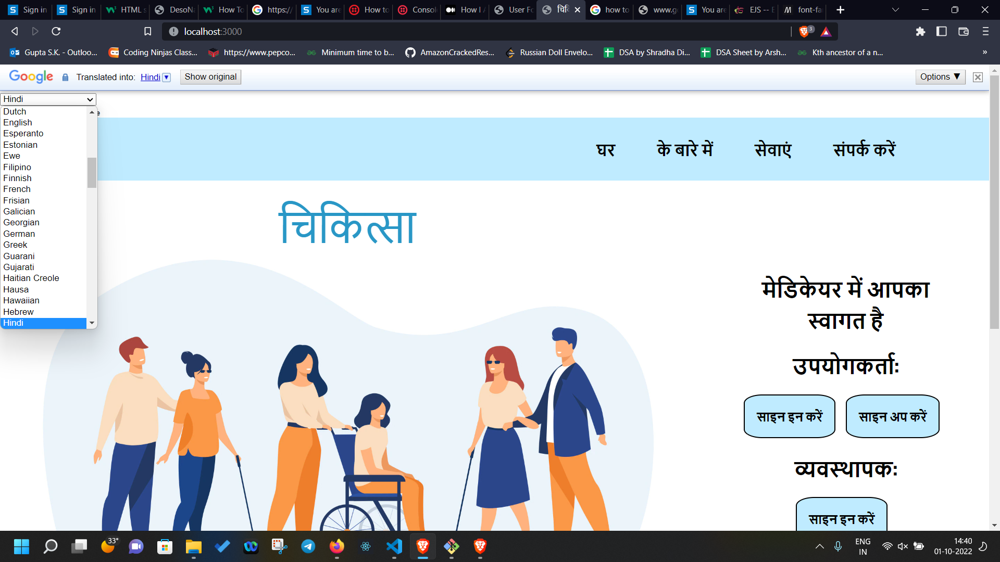 Sign in
Sign in
HTML s
DesoNa
How To
https://
You are
How to
Consol
How I A
User Fo
चिकि
how to
www.g
You are
EJS -- E
font-fa
localhost:3000
3
Gupta S.K. - Outloo...
Coding Ninjas Class...
https://www.pepco...
Minimum time to b...
AmazonCrackedRes...
Russian Doll Envelo...
DSA by Shradha Di...
DSA Sheet by Arsh...
Kth ancestor of a n...
»
Google Translated into: Hindi ▼ Show original
Options ▼
Hindi
Dutch
English
Esperanto
Estonian
Ewe
Filipino
Finnish
French
Frisian
Galician
Georgian
German
Greek
Guarani
Gujarati
Haitian Creole
Hausa
Hawaiian
Hebrew
Hindi
घर
के बारे में
सेवाएं
संपर्क करें
चिकित्सा
मेडिकेयर में आपका
स्वागत है
उपयोगकर्ताः
साइन इन करें
साइन अप करें
व्यवस्थापकः
साइन इन करें
33°
ENG
IN
14:40
01-10-2022